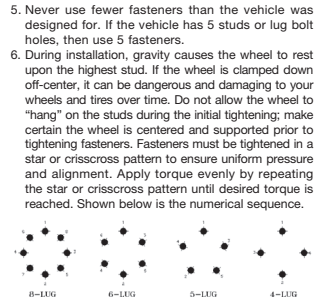 5. Never use fewer fasteners than the vehicle was
designed for. If the vehicle has 5 studs or lug bolt
holes, then use 5 fasteners.
6. During installation, gravity causes the wheel to rest
upon the highest stud. If the wheel is clamped down
off-center, it can be dangerous and damaging to your
wheels and tires over time. Do not allow the wheel to
“hang” on the studs during the initial tightening; make
certain the wheel is centered and supported prior to
tightening fasteners. Fasteners must be tightened in a
star or crisscross pattern to ensure uniform pressure
and alignment. Apply torque evenly by repeating
the star or crisscross pattern until desired torque is
reached. Shown below is the numerical sequence.
8-LUG 6-LUG 5-LUG 4-LUG